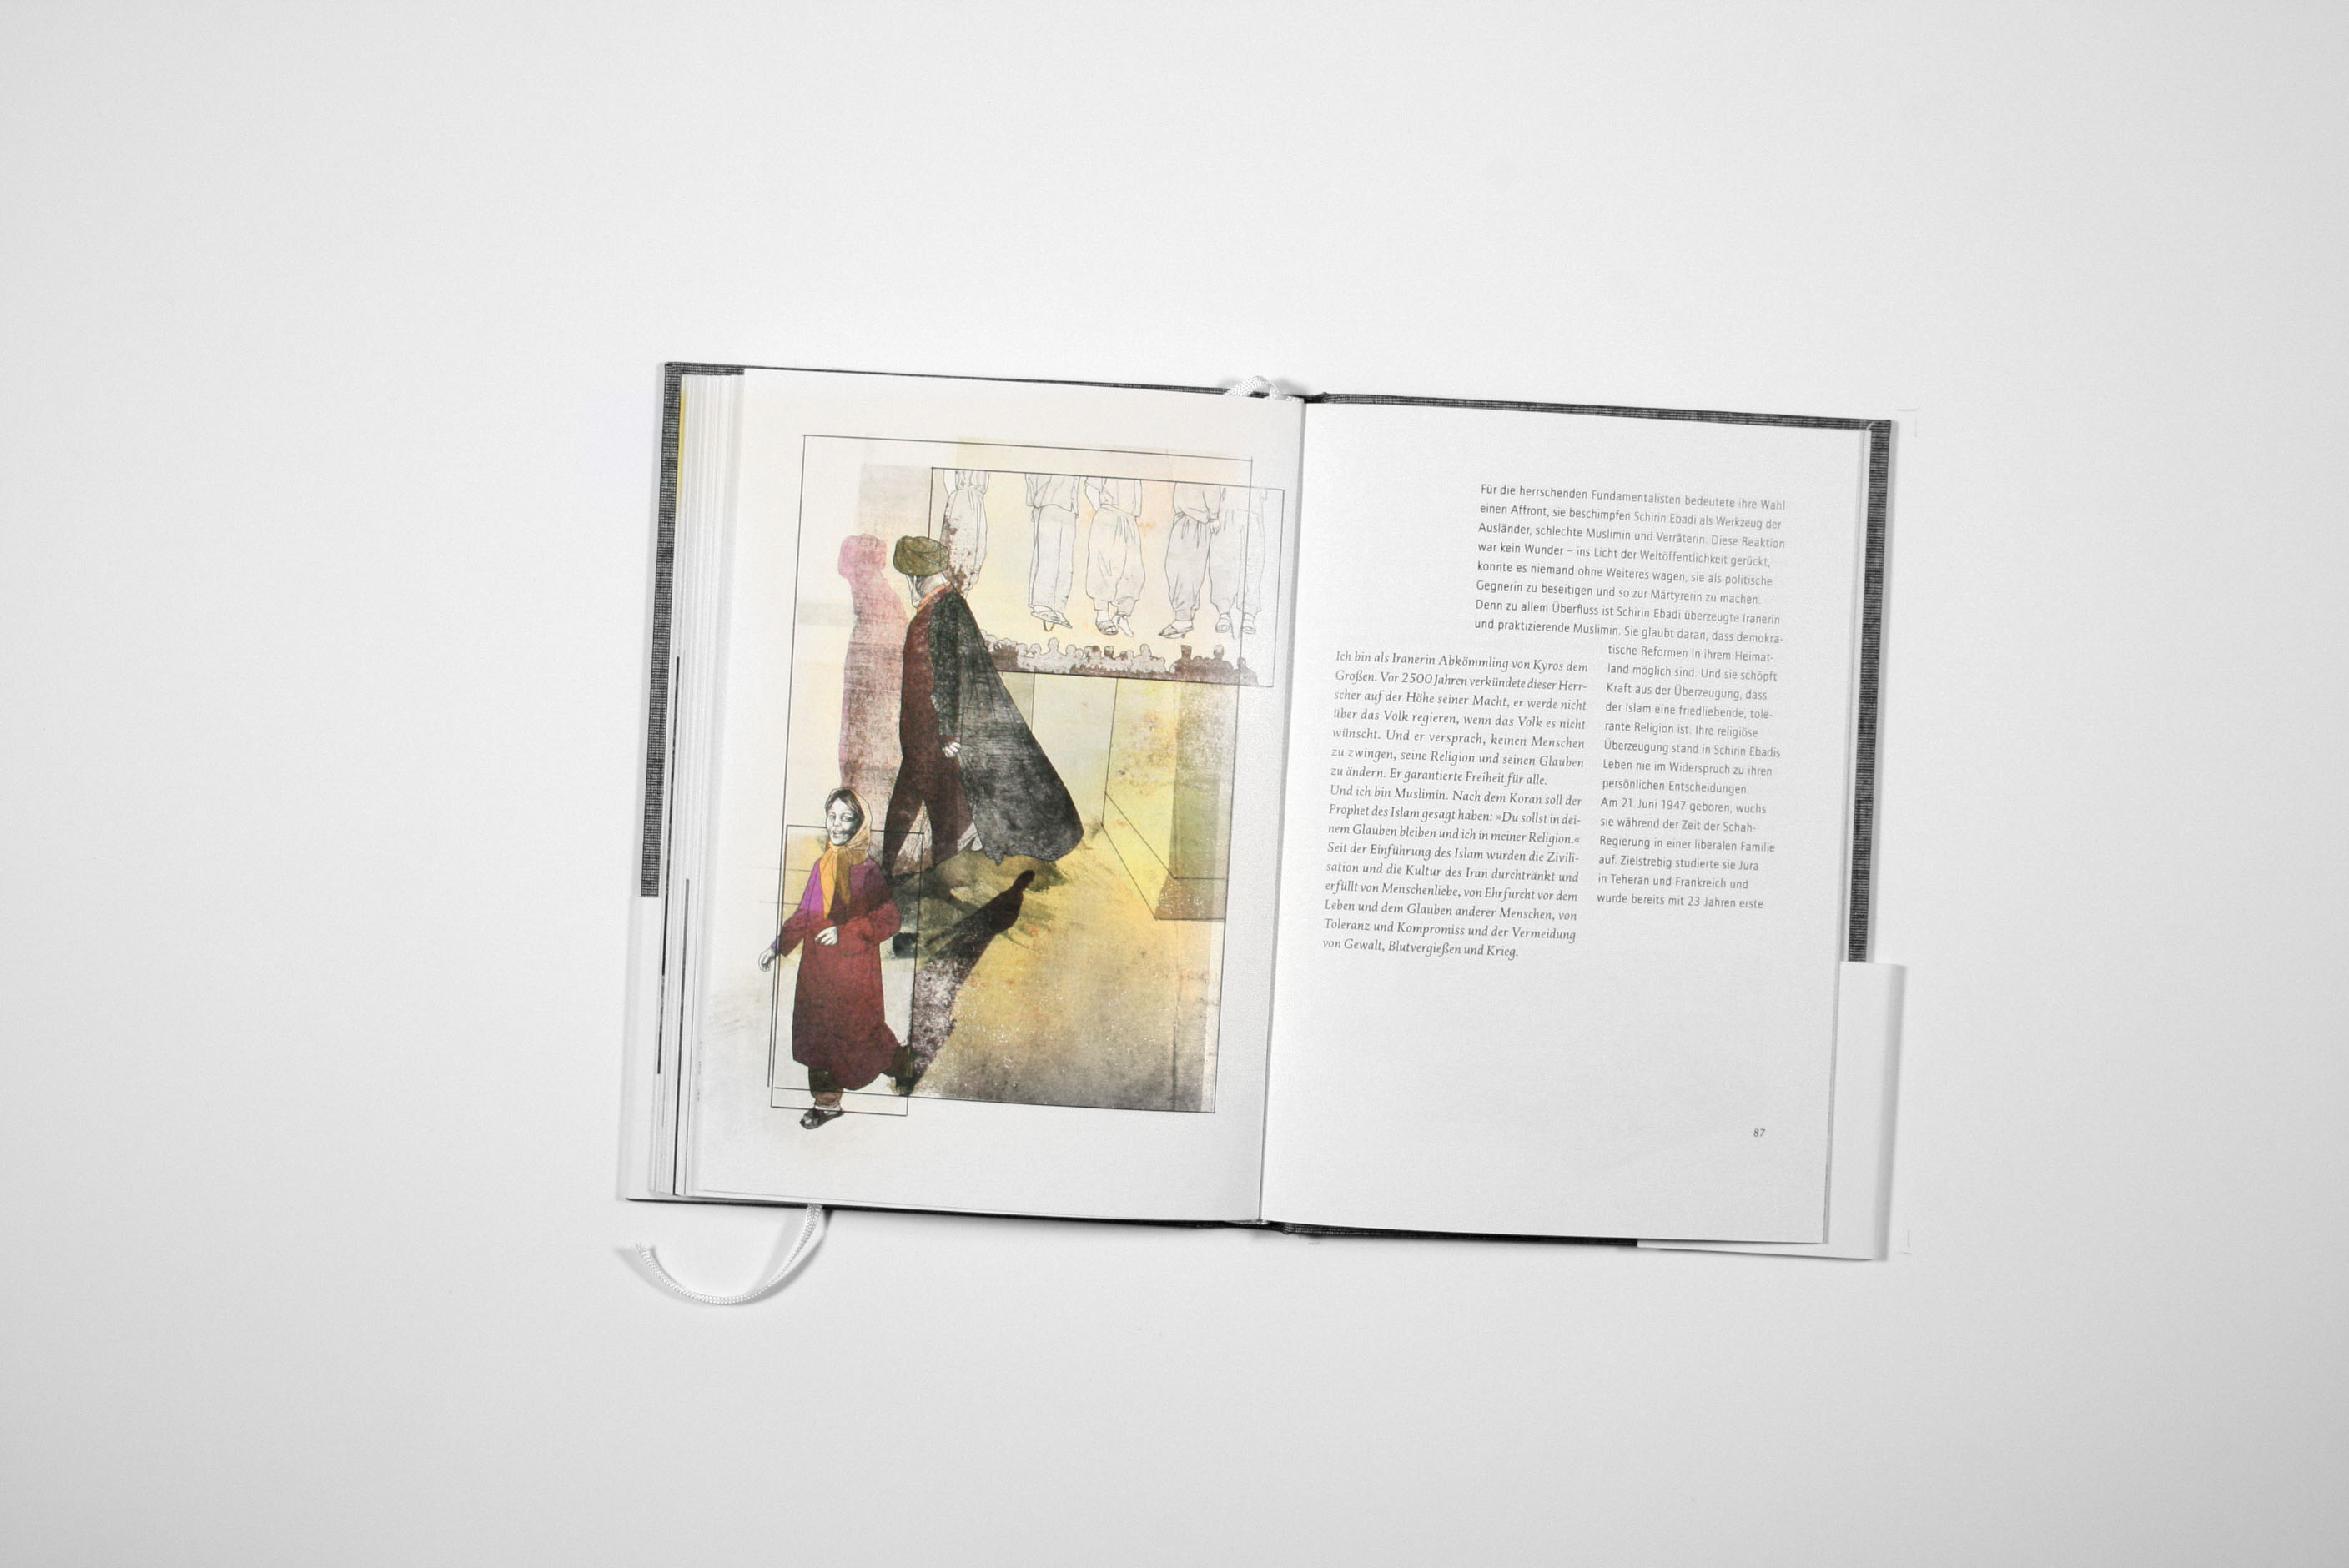 Für die herrschenden Fundamentalisten bedeutete ihre Wahl
einen Affront, sie beschimpfen Schirin Ebadi als Werkzeug der
Ausländer, schlechte Muslimin und Verräterin. Diese Reaktion
war kein Wunder – ins Licht der Weltöffentlichkeit gerückt,
konnte es niemand ohne Weiteres wagen, sie als politische
Gegnerin zu beseitigen und so zur Märtyrerin zu machen.
Denn zu allem Überfluss ist Schirin Ebadi überzeugte Iranerin
und praktizierende Muslimin. Sie glaubt daran, dass demokra-
tische Reformen in ihrem Heimat-
land möglich sind. Und sie schöpft
Kraft aus der Überzeugung, dass
der Islam eine friedliebende, tole-
rante Religion ist. Ihre religiöse
Überzeugung stand in Schirin Ebadis
Leben nie im Widerspruch zu ihren
persönlichen Entscheidungen.
Am 21. Juni 1947 geboren, wuchs
sie während der Zeit der Schah-
Regierung in einer liberalen Familie
auf. Zielstrebig studierte sie Jura
in Teheran und Frankreich und
wurde bereits mit 23 Jahren erste
Ich bin als Iranerin Abkömmling von Kyros dem
Großen. Vor 2500 Jahren verkündete dieser Herr-
scher auf der Höhe seiner Macht, er werde nicht
über das Volk regieren, wenn das Volk es nicht
wünscht. Und er versprach, keinen Menschen
zu zwingen, seine Religion und seinen Glauben
zu ändern. Er garantierte Freiheit für alle.
Und ich bin Muslimin. Nach dem Koran soll der
Prophet des Islam gesagt haben: »Du sollst in dei-
nem Glauben bleiben und ich in meiner Religion.«
Seit der Einführung des Islam wurden die Zivili-
sation und die Kultur des Iran durchtränkt und
erfüllt von Menschenliebe, von Ehrfurcht vor dem
Leben und dem Glauben anderer Menschen, von
Toleranz und Kompromiss und der Vermeidung
von Gewalt, Blutvergießen und Krieg.
87